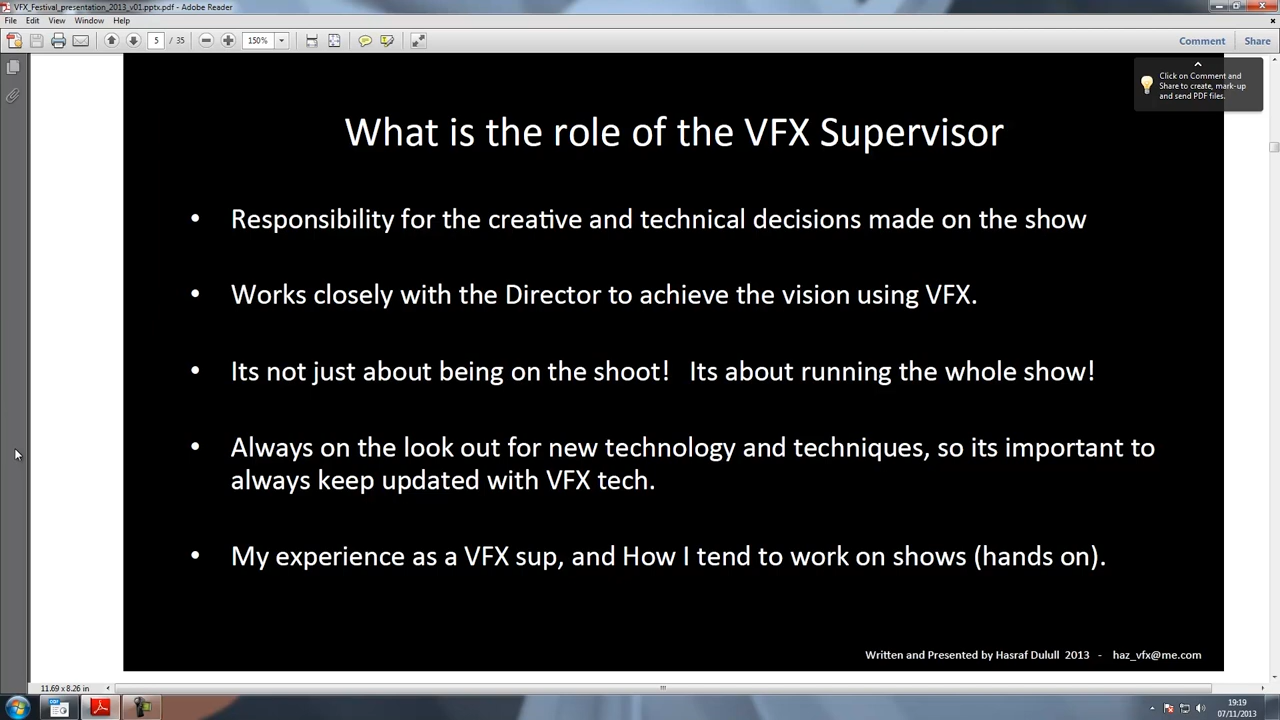 VFX_Festival_presentation_2013_v01.pptx.pdf - Adobe Reader
File Edit View Window Help
5 / 35 150% Comment Share
Click on Comment and
Share to create, mark-up
and send PDF files.
What is the role of the VFX Supervisor
• Responsibility for the creative and technical decisions made on the show
• Works closely with the Director to achieve the vision using VFX.
• Its not just about being on the shoot! Its about running the whole show!
• Always on the look out for new technology and techniques, so its important to
always keep updated with VFX tech.
• My experience as a VFX sup, and How I tend to work on shows (hands on).
Written and Presented by Hasraf Dulull 2013 - haz_vfx@me.com
11.69 x 8.26 in
19:19
07/11/2013